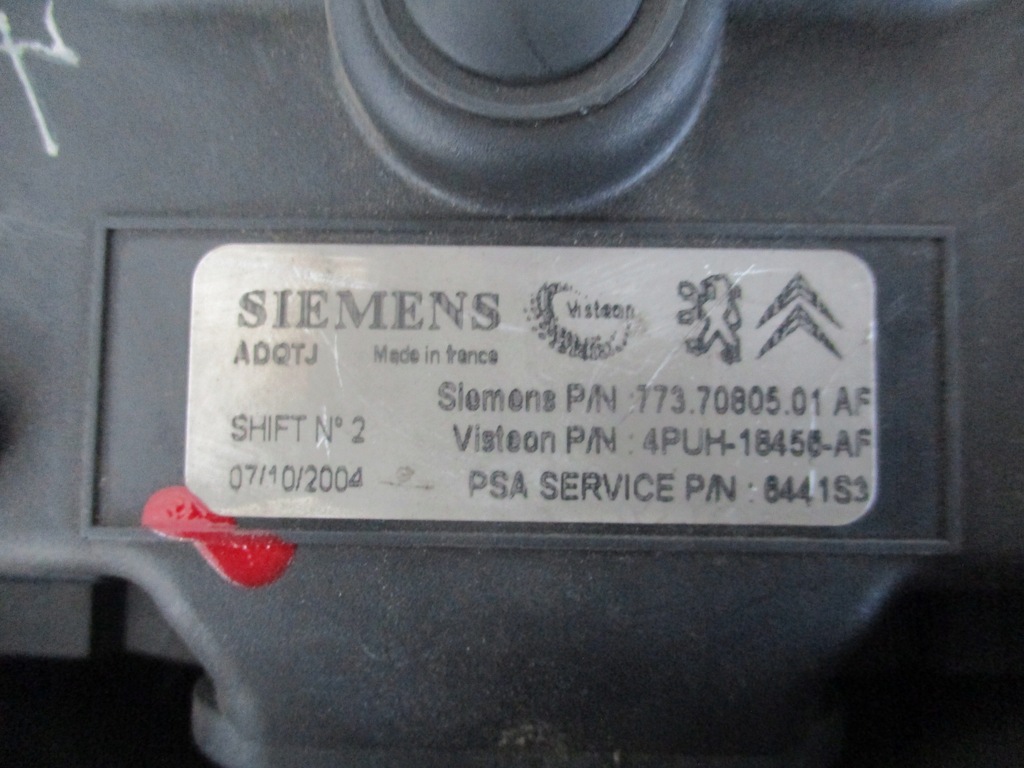 SIEMENS Visteon
ADQTJ Made in france
Siemens P/N : 773.70805.01 AF
SHIFT N° 2
Visteon P/N : 4PUH-18456-AF
07/10/2004
PSA SERVICE P/N : 6441S3